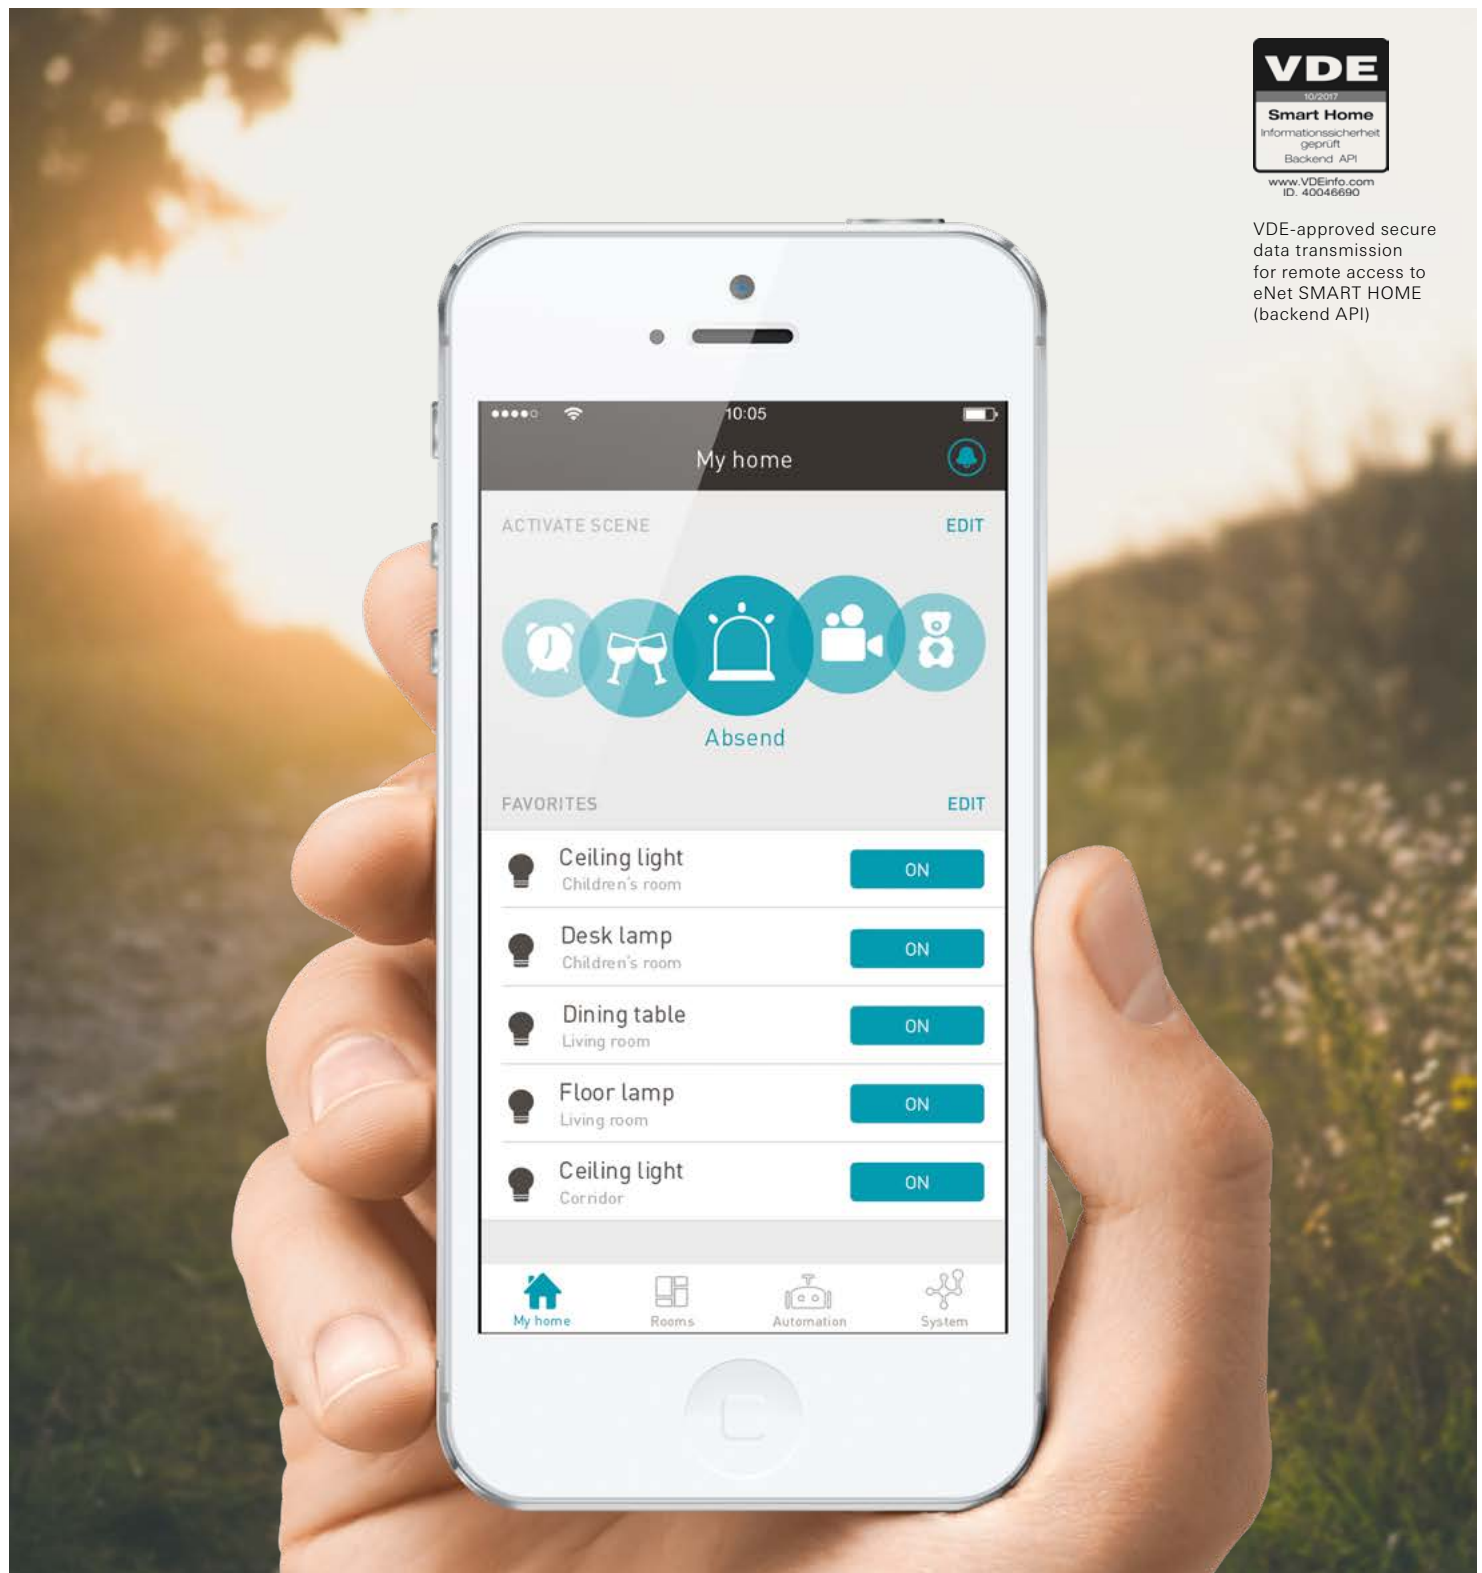 VDE
10/2017
Smart Home
Informationssicherheit
geprüft
Backend API
www.VDEinfo.com
ID. 40046690
VDE-approved secure
data transmission
for remote access to
eNet SMART HOME
(backend API)
10:05
My home
ACTIVATE SCENE EDIT
Absend
FAVORITES EDIT
Ceiling light
Children's room
ON
Desk lamp
Children's room
ON
Dining table
Living room
ON
Floor lamp
Living room
ON
Ceiling light
Corridor
ON
My home Rooms Automation System